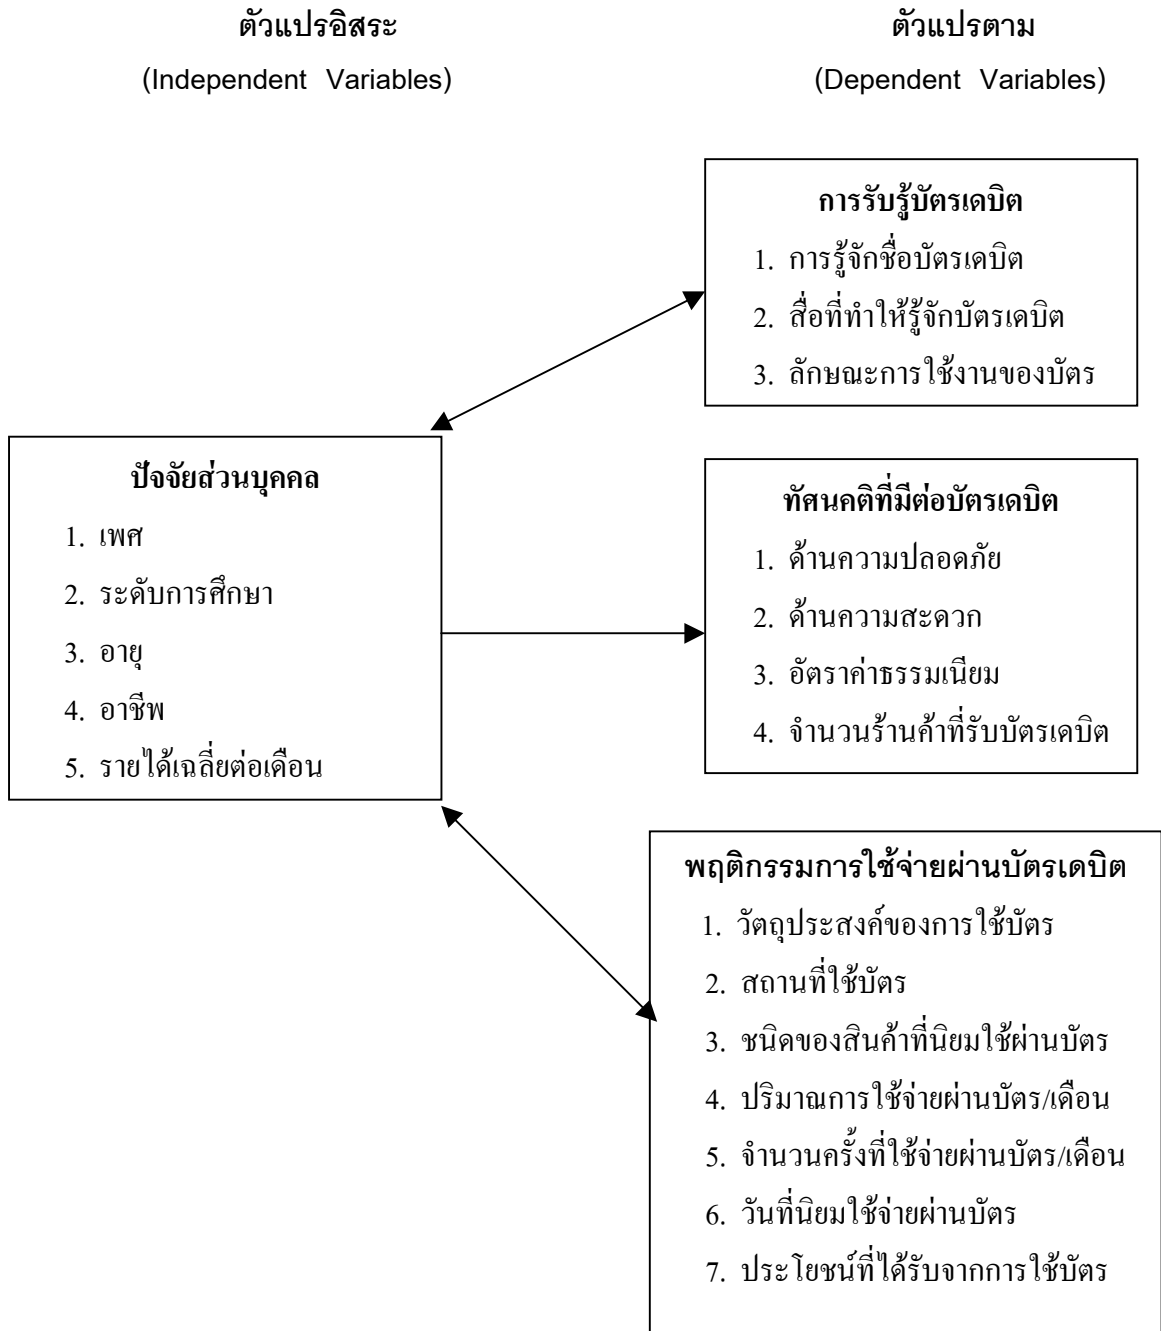 ตัวแปรอิสระ
(Independent Variables)
ตัวแปรตาม
(Dependent Variables)
การรับรู้บัตรเดบิต
1. การรู้จักชื่อบัตรเดบิต
2. สื่อที่ทำให้รู้จักบัตรเดบิต
3. ลักษณะการใช้งานของบัตร
ปัจจัยส่วนบุคคล
1. เพศ
2. ระดับการศึกษา
3. อายุ
4. อาชีพ
5. รายได้เฉลี่ยต่อเดือน
ทัศนคติที่มีต่อบัตรเดบิต
1. ด้านความปลอดภัย
2. ด้านความสะดวก
3. อัตราค่าธรรมเนียม
4. จำนวนร้านค้าที่รับบัตรเดบิต
พฤติกรรมการใช้จ่ายผ่านบัตรเดบิต
1. วัตถุประสงค์ของการใช้บัตร
2. สถานที่ใช้บัตร
3. ชนิดของสินค้าที่นิยมใช้ผ่านบัตร
4. ปริมาณการใช้จ่ายผ่านบัตร/เดือน
5. จำนวนครั้งที่ใช้จ่ายผ่านบัตร/เดือน
6. วันที่นิยมใช้จ่ายผ่านบัตร
7. ประโยชน์ที่ได้รับจากการใช้บัตร